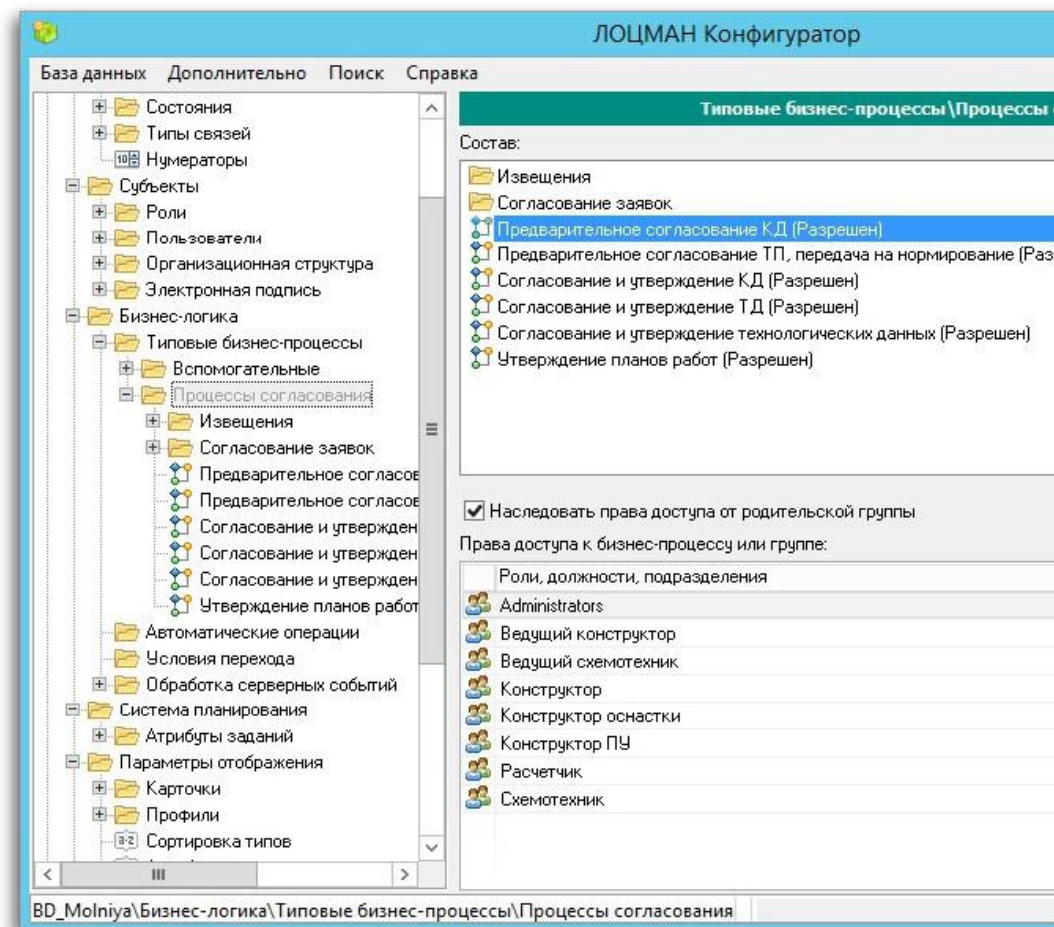 ЛОЦМАН Конфигуратор
База данных Дополнительно Поиск Справка
Состояния
Типы связей
Нумераторы
Субъекты
Роли
Пользователи
Организационная структура
Электронная подпись
Бизнес-логика
Типовые бизнес-процессы
Вспомогательные
Процессы согласования
Извещения
Согласование заявок
Предварительное согласов
Предварительное согласов
Согласование и утвержден
Согласование и утвержден
Согласование и утвержден
Утверждение планов работ
Автоматические операции
Условия перехода
Обработка серверных событий
Система планирования
Атрибуты заданий
Параметры отображения
Карточки
Профили
Сортировка типов
Типовые бизнес-процессы\Процессы
Состав:
Извещения
Согласование заявок
Предварительное согласование КД (Разрешен)
Предварительное согласование ТП, передача на нормирование (Раз
Согласование и утверждение КД (Разрешен)
Согласование и утверждение ТД (Разрешен)
Согласование и утверждение технологических данных (Разрешен)
Утверждение планов работ (Разрешен)
Наследовать права доступа от родительской группы
Права доступа к бизнес-процессу или группе:
Роли, должности, подразделения
Administrators
Ведущий конструктор
Ведущий схемотехник
Конструктор
Конструктор оснастки
Конструктор ПУ
Расчетчик
Схемотехник
BD_Molniya\Бизнес-логика\Типовые бизнес-процессы\Процессы согласования